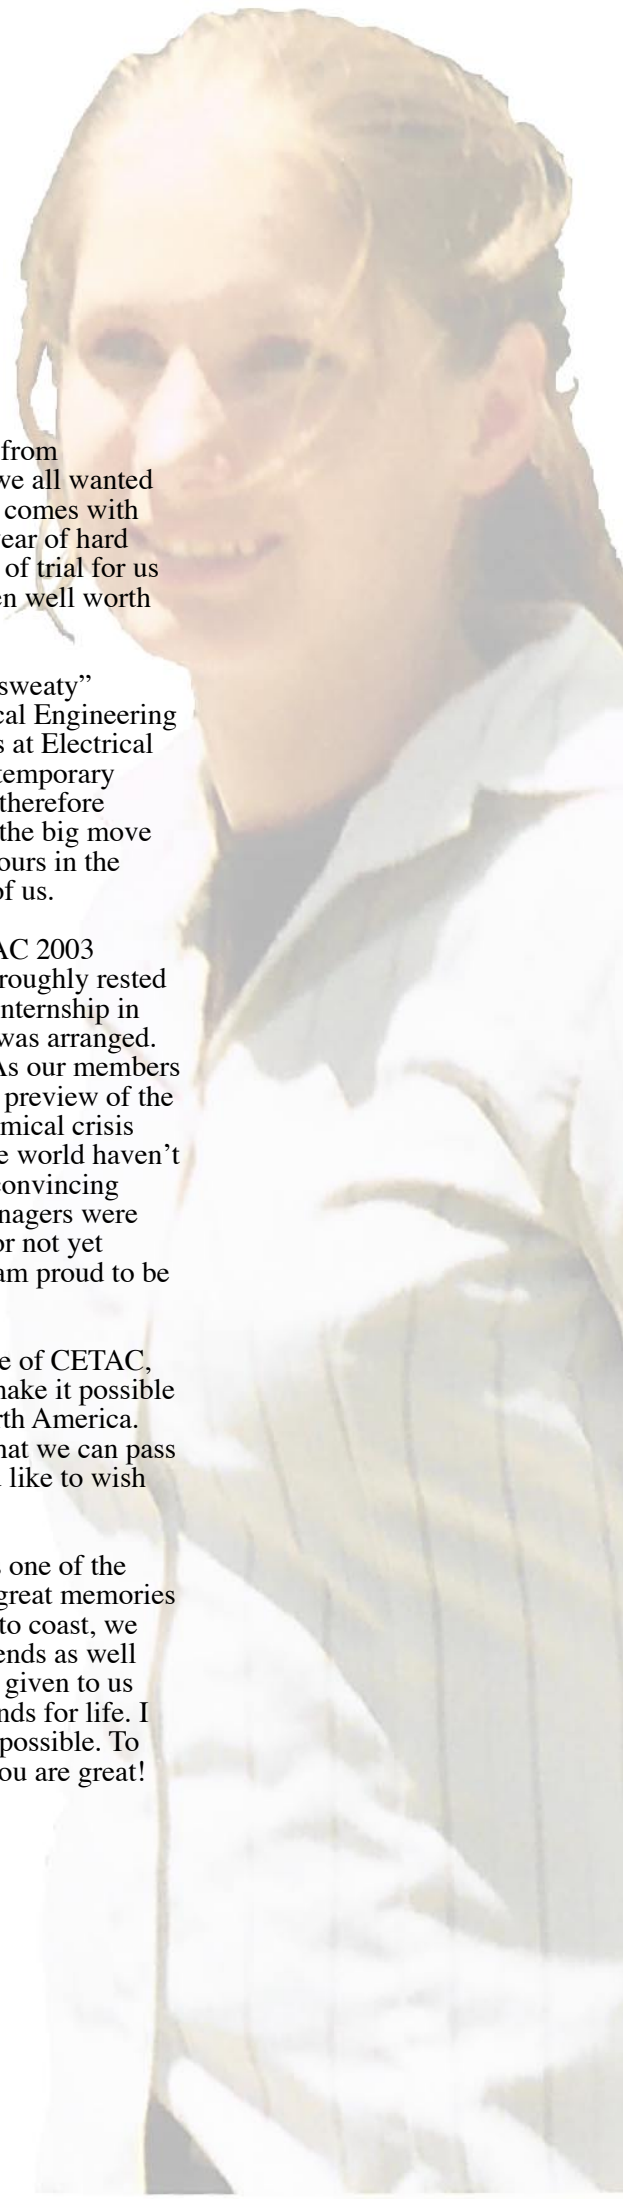 from
we all wanted
comes with
ear of hard
of trial for us
en well worth
sweaty”
cal Engineering
s at Electrical
temporary
therefore
the big move
ours in the
of us.
AC 2003
roughly rested
nternship in
was arranged.
As our members
preview of the
mical crisis
e world haven’t
convincing
nagers were
or not yet
am proud to be
e of CETAC,
make it possible
rth America.
hat we can pass
like to wish
s one of the
great memories
to coast, we
ends as well
given to us
nds for life. I
possible. To
ou are great!